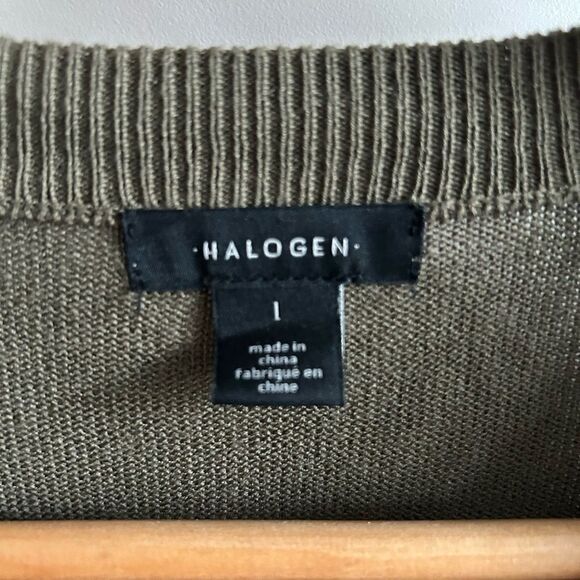 ·HALOGEN·
l
made in
china
fabriqué en
chine